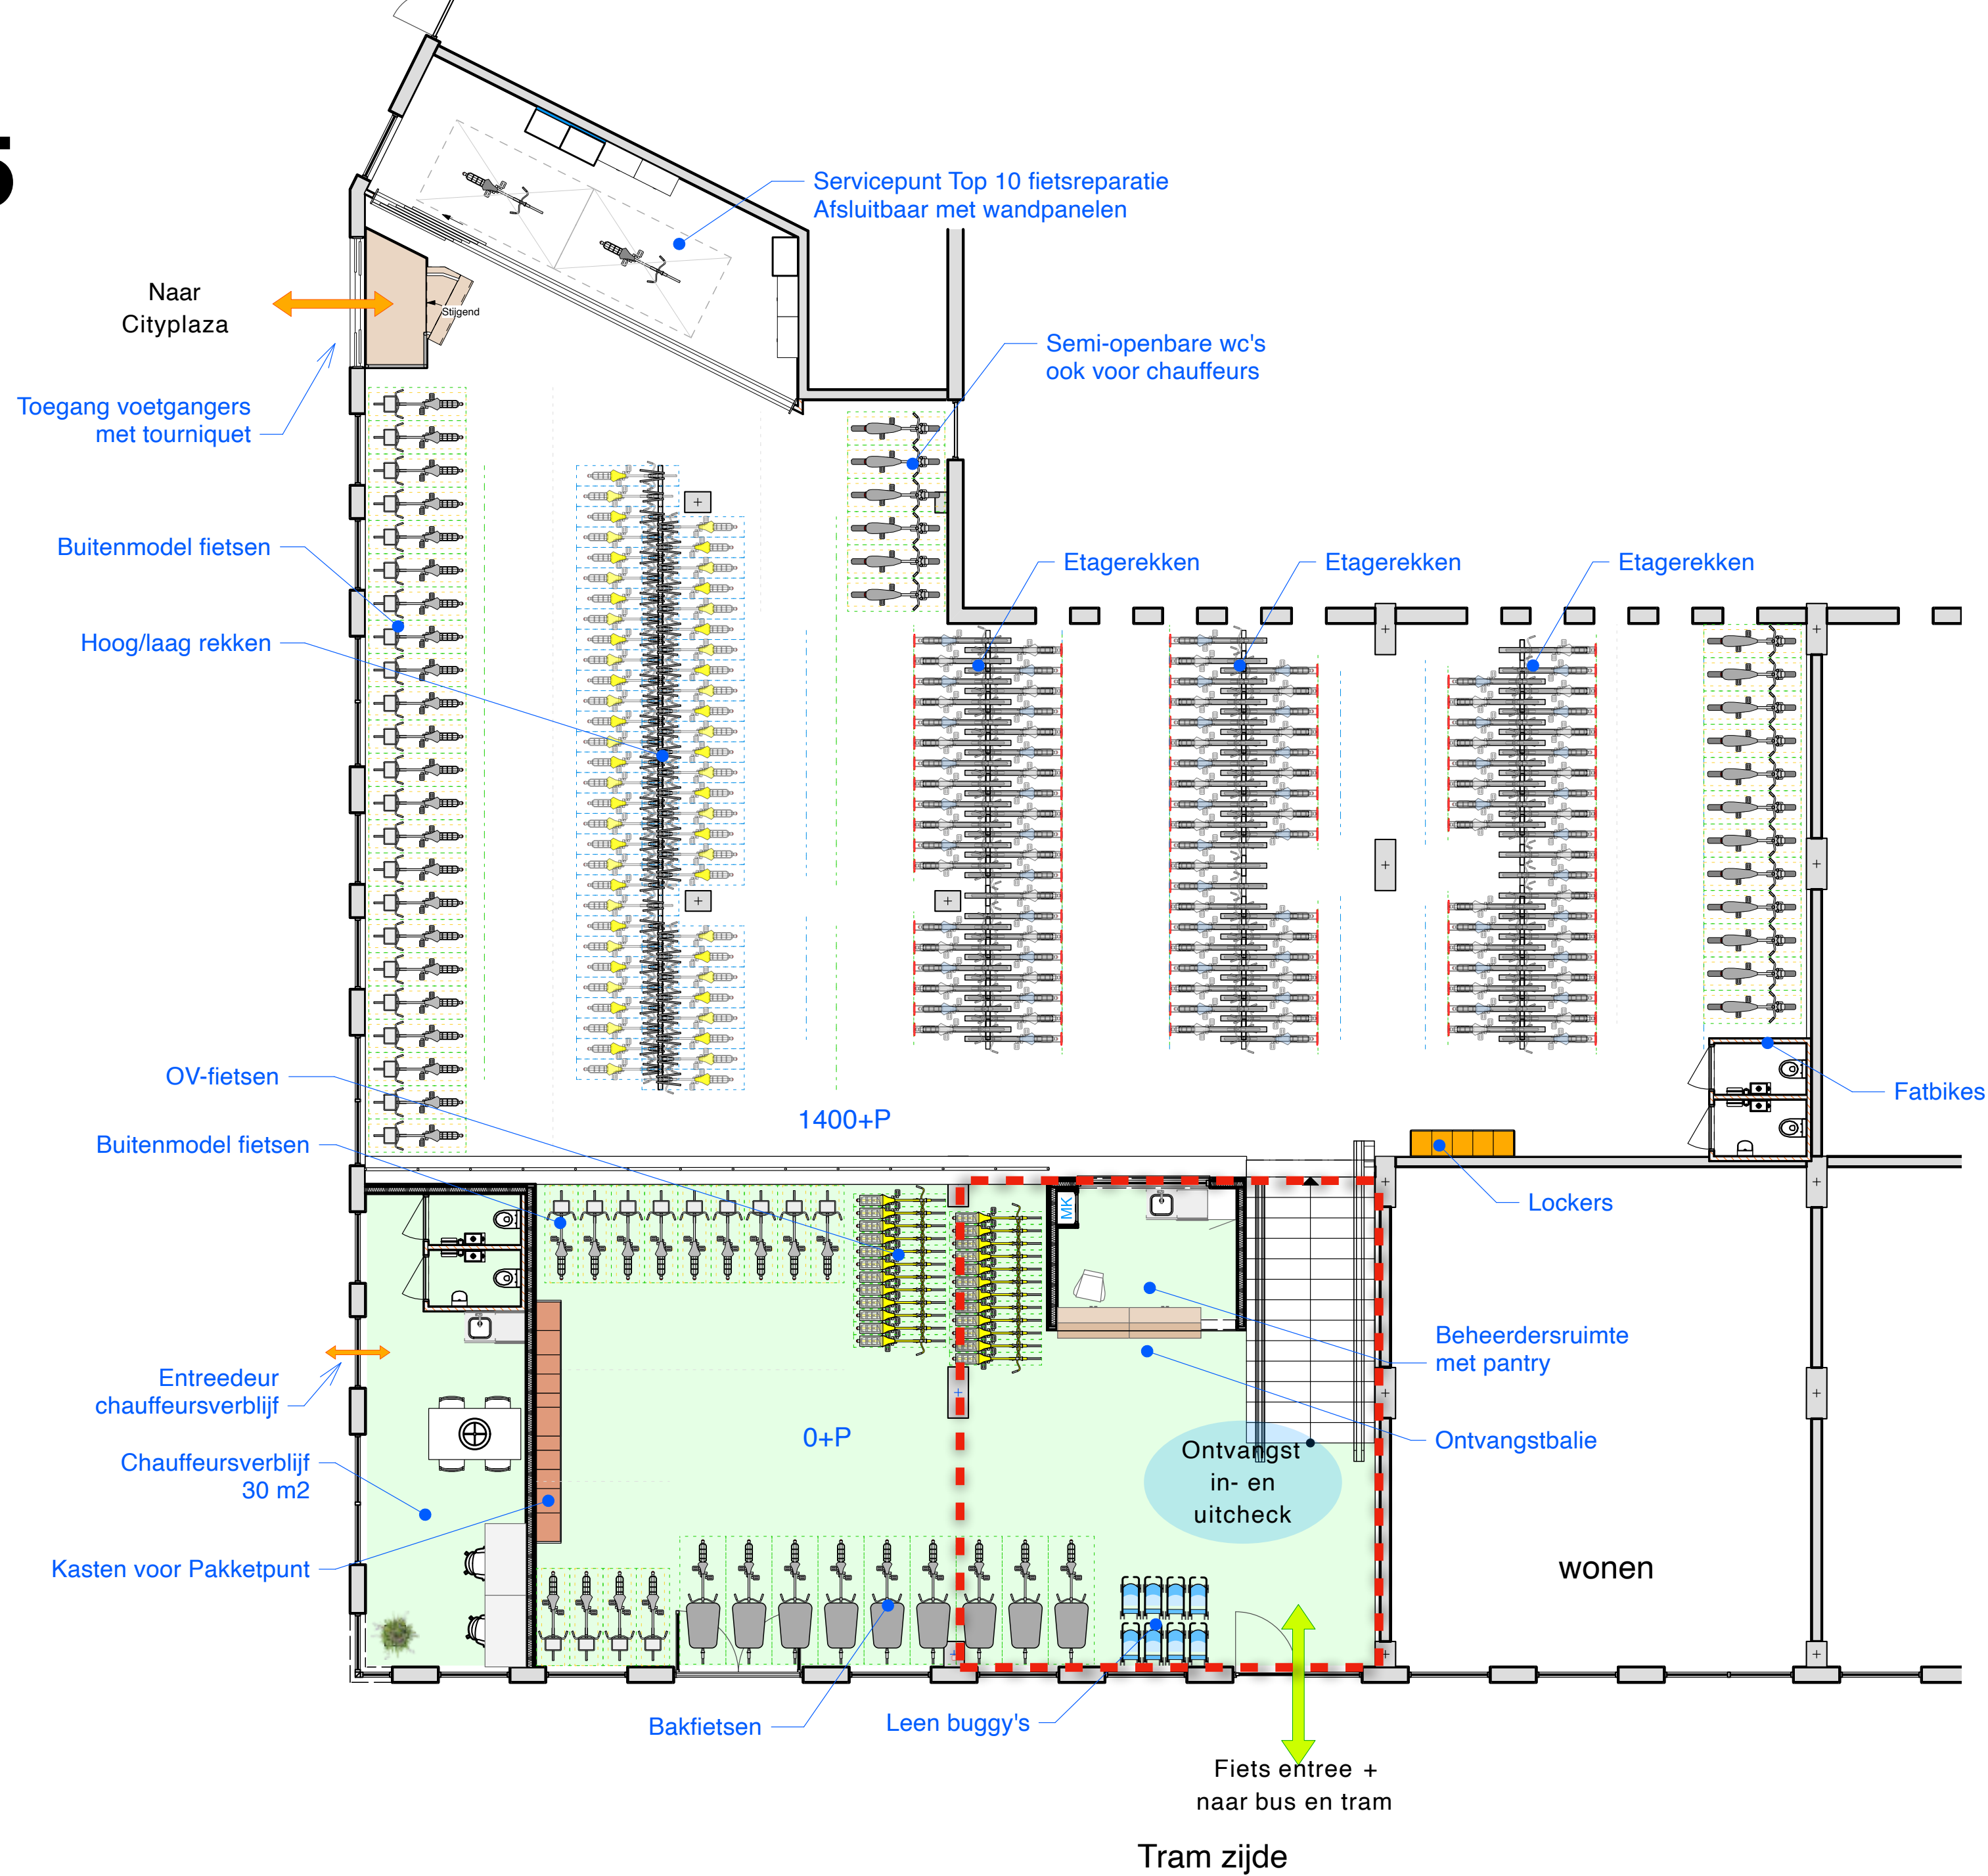 5
Servicepunt Top 10 fietsreparatie
Afsluitbaar met wandpanelen
Naar
Cityplaza
Stijgend
Semi-openbare wc's
ook voor chauffeurs
Toegang voetgangers
met tourniquet
Buitenmodel fietsen
Etagerekken
Etagerekken
Etagerekken
Hoog/laag rekken
OV-fietsen
Fatbikes
1400+P
Buitenmodel fietsen
Lockers
MK
Beheerdersruimte
met pantry
Entreedeur
chauffeursverblijf
0+P
Ontvangstbalie
Ontvangst
in- en
uitcheck
Chauffeursverblijf
30 m2
Kasten voor Pakketpunt
wonen
Bakfietsen
Leen buggy's
Fiets entree +
naar bus en tram
Tram zijde